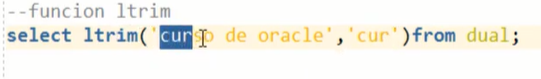 --funcion ltrim
select ltrim('curso de oracle','cur')from dual;